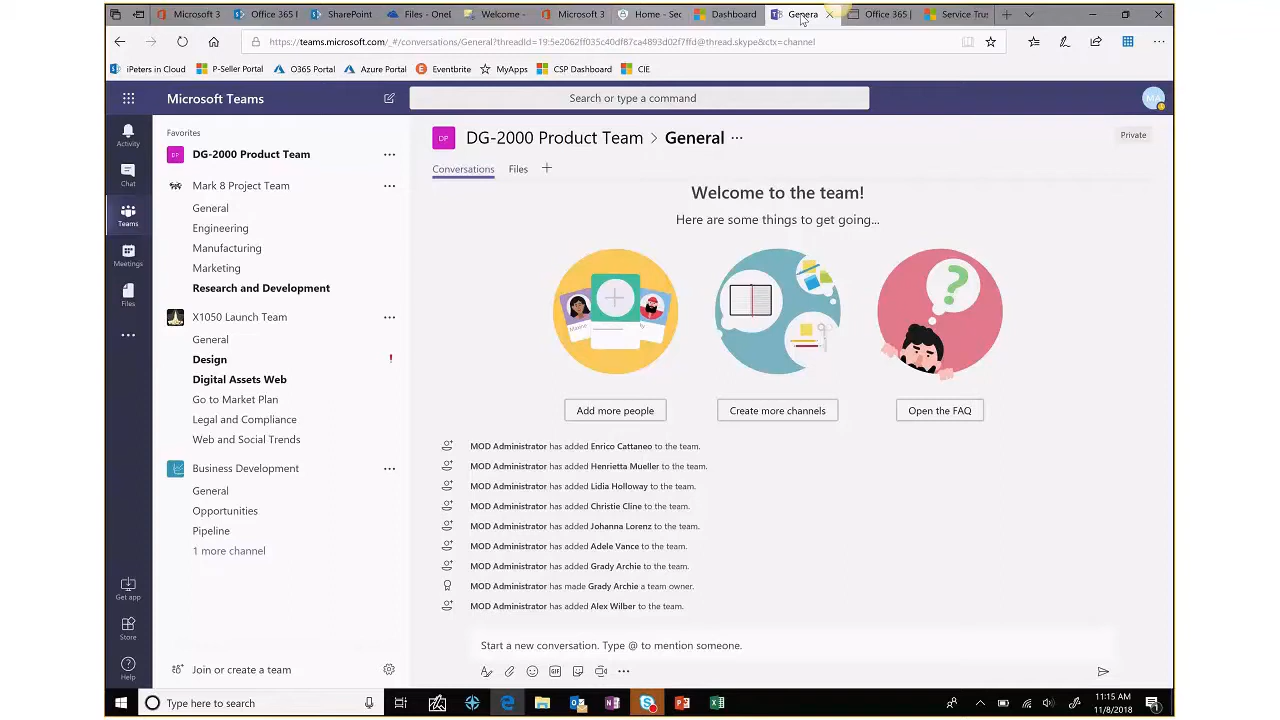 Microsoft 3
Office 365 I
SharePoint
Files - Onel
Welcome -
Microsoft 3
Home - Sec
Dashboard
Genera
Office 365 |
Service Trus
https://teams.microsoft.com/_#/conversations/General?threadId=19:5e2062ff035c40df87ca4893d02f7ffd@thread.skype&ctx=channel
iPeters in Cloud
P-Seller Portal
O365 Portal
Azure Portal
Eventbrite
MyApps
CSP Dashboard
CIE
Microsoft Teams
Search or type a command
MA
Activity
Chat
Teams
Meetings
Files
Get app
Store
Help
Favorites
DP
DG-2000 Product Team
Mark 8 Project Team
General
Engineering
Manufacturing
Marketing
Research and Development
X1050 Launch Team
General
Design !
Digital Assets Web
Go to Market Plan
Legal and Compliance
Web and Social Trends
Business Development
General
Opportunities
Pipeline
1 more channel
Join or create a team
DP
DG-2000 Product Team > General ···
Private
Conversations
Files
Welcome to the team!
Here are some things to get going...
Add more people
Create more channels
Open the FAQ
MOD Administrator has added Enrico Cattaneo to the team.
MOD Administrator has added Henrietta Mueller to the team.
MOD Administrator has added Lidia Holloway to the team.
MOD Administrator has added Christie Cline to the team.
MOD Administrator has added Johanna Lorenz to the team.
MOD Administrator has added Adele Vance to the team.
MOD Administrator has added Grady Archie to the team.
MOD Administrator has made Grady Archie a team owner.
MOD Administrator has added Alex Wilber to the team.
Start a new conversation. Type @ to mention someone.
GIF
Type here to search
11:15 AM
11/8/2018